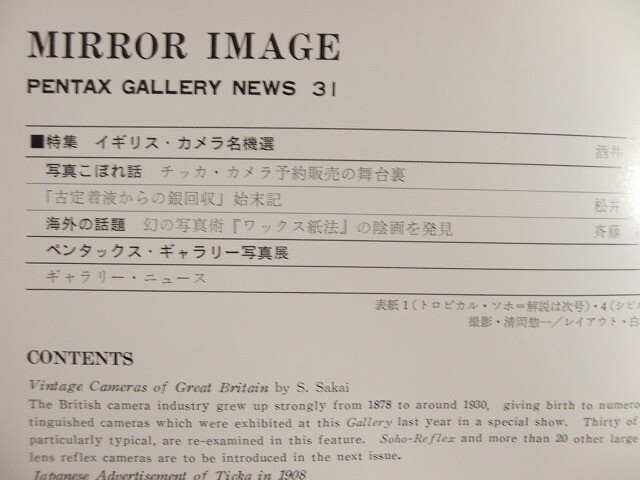 MIRROR IMAGE
PENTAX GALLERY NEWS 31
■特集 イギリス・カメラ名機選 酒井
写真こぼれ話 チッカ・カメラ予約販売の舞台裏
「古定着液からの銀回収」始末記 松井
海外の話題 幻の写真術『ワックス紙法』の陰画を発見 斉藤
ペンタックス・ギャラリー写真展
ギャラリー・ニュース
表紙1(トロピカル・ソホ=解説は次号)・4(シビル
撮影・清岡惣一/レイアウト・白
CONTENTS
Vintage Cameras of Great Britain by S. Sakai
The British camera industry grew up strongly from 1878 to around 1930, giving birth to numero
tinguished cameras which were exhibited at this Gallery last year in a special show. Thirty of
particularly typical, are re-examined in this feature. Soho-Reflex and more than 20 other large
lens reflex cameras are to be introduced in the next issue.
Japanese Advertisement of Ticka in 1908